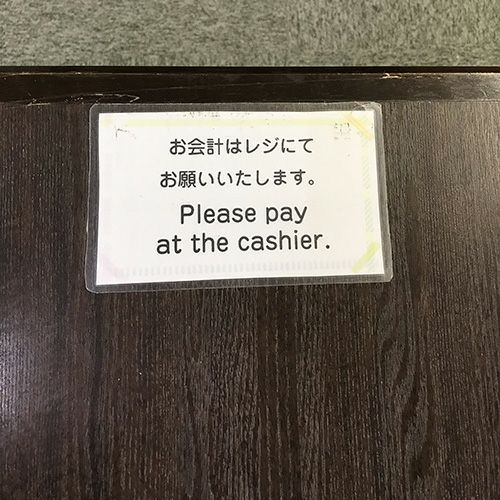 お会計はレジにて
お願いいたします。
Please pay
at the cashier.